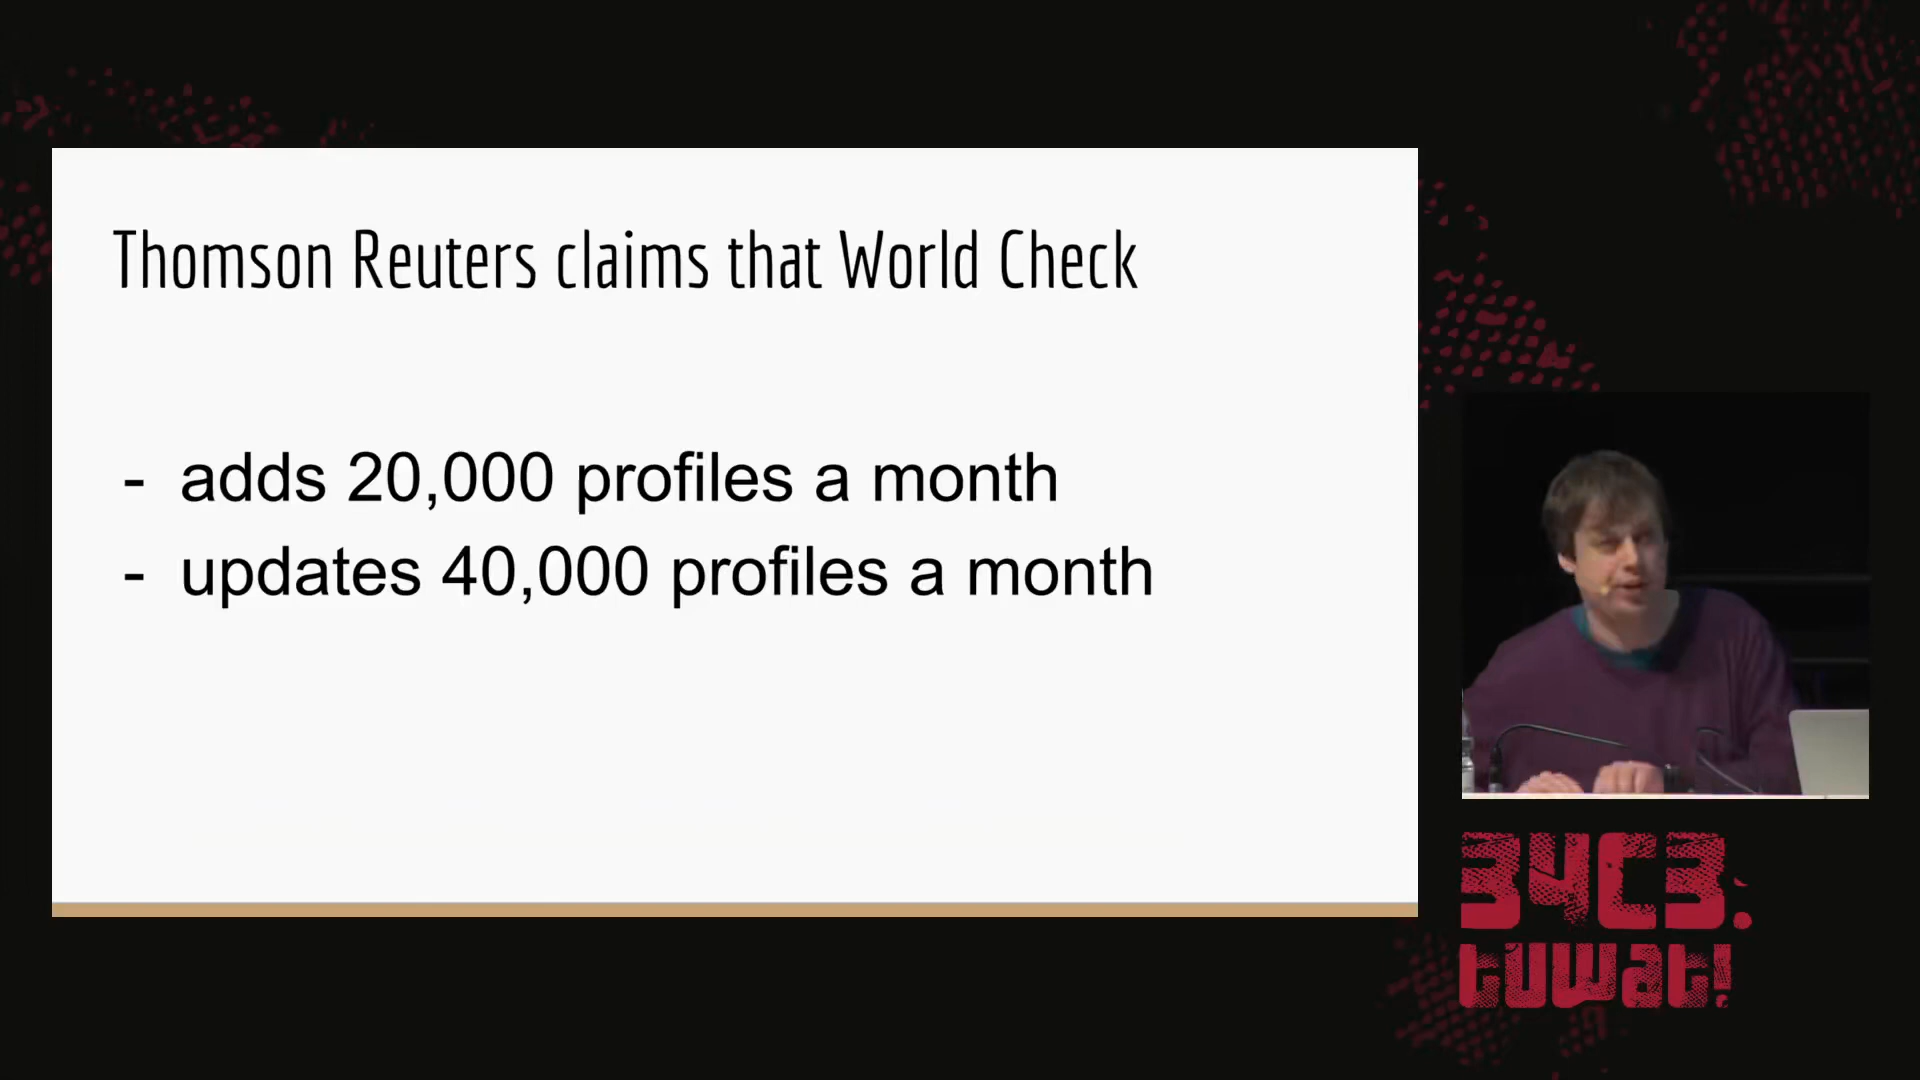 Thomson Reuters claims that World Check
- adds 20,000 profiles a month
- updates 40,000 profiles a month
34C3.
tuwat!